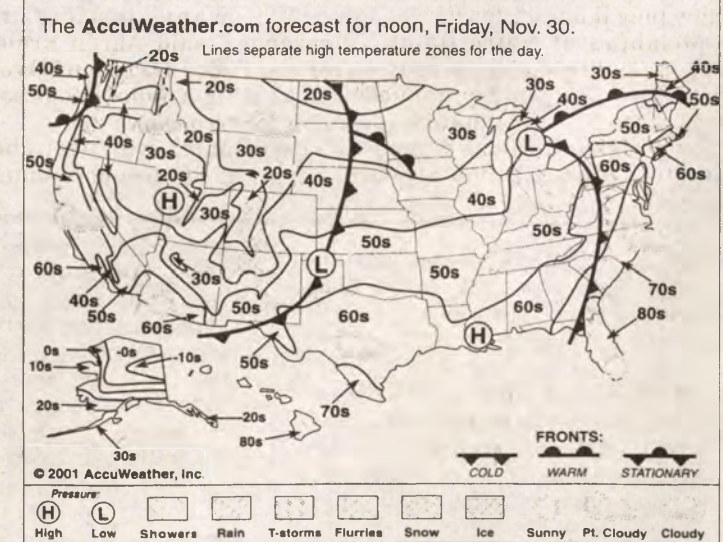 The AccuWeather.com forecast for noon, Friday, Nov. 30.
Lines separate high temperature zones for the day.
40s
20s
20s
20s
30s
40s
50s
30s
40s
50s
50s
40s
30s
20s
30s
20s
20s
40s
30s
50s
60s
60s
H
30s
L
40s
50s
50s
50s
L
60s
40s
50s
30s
60s
50s
60s
50s
70s
H
60s
70s
80s
0s
-0s
-10s
10s
20s
20s
30s
80s
© 2001 AccuWeather, Inc.
FRONTS:
COLD
WARM
STATIONARY
Pressure:
H
L
High
Low
Showers
Rain
T-storms
Flurries
Snow
Ice
Sunny
Pt. Cloudy
Cloudy